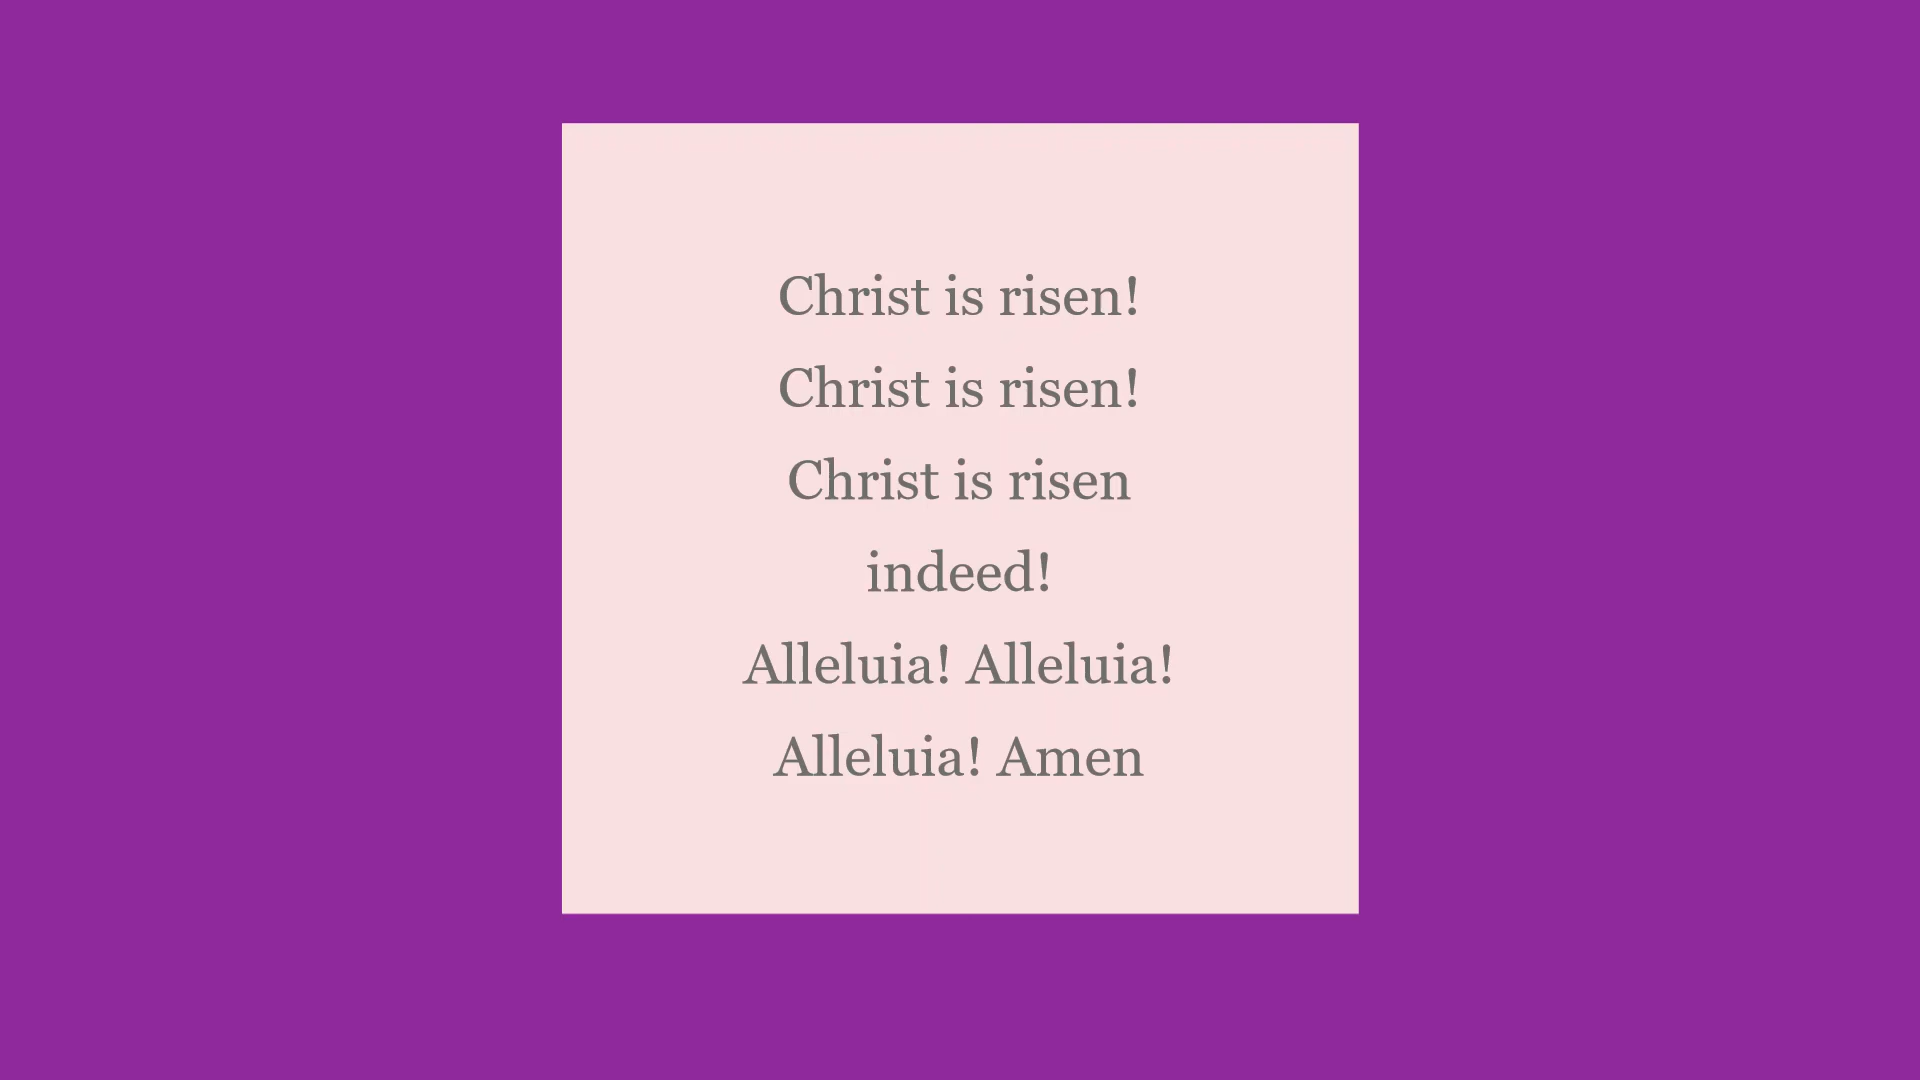 Christ is risen!
Christ is risen!
Christ is risen
indeed!
Alleluia! Alleluia!
Alleluia! Amen